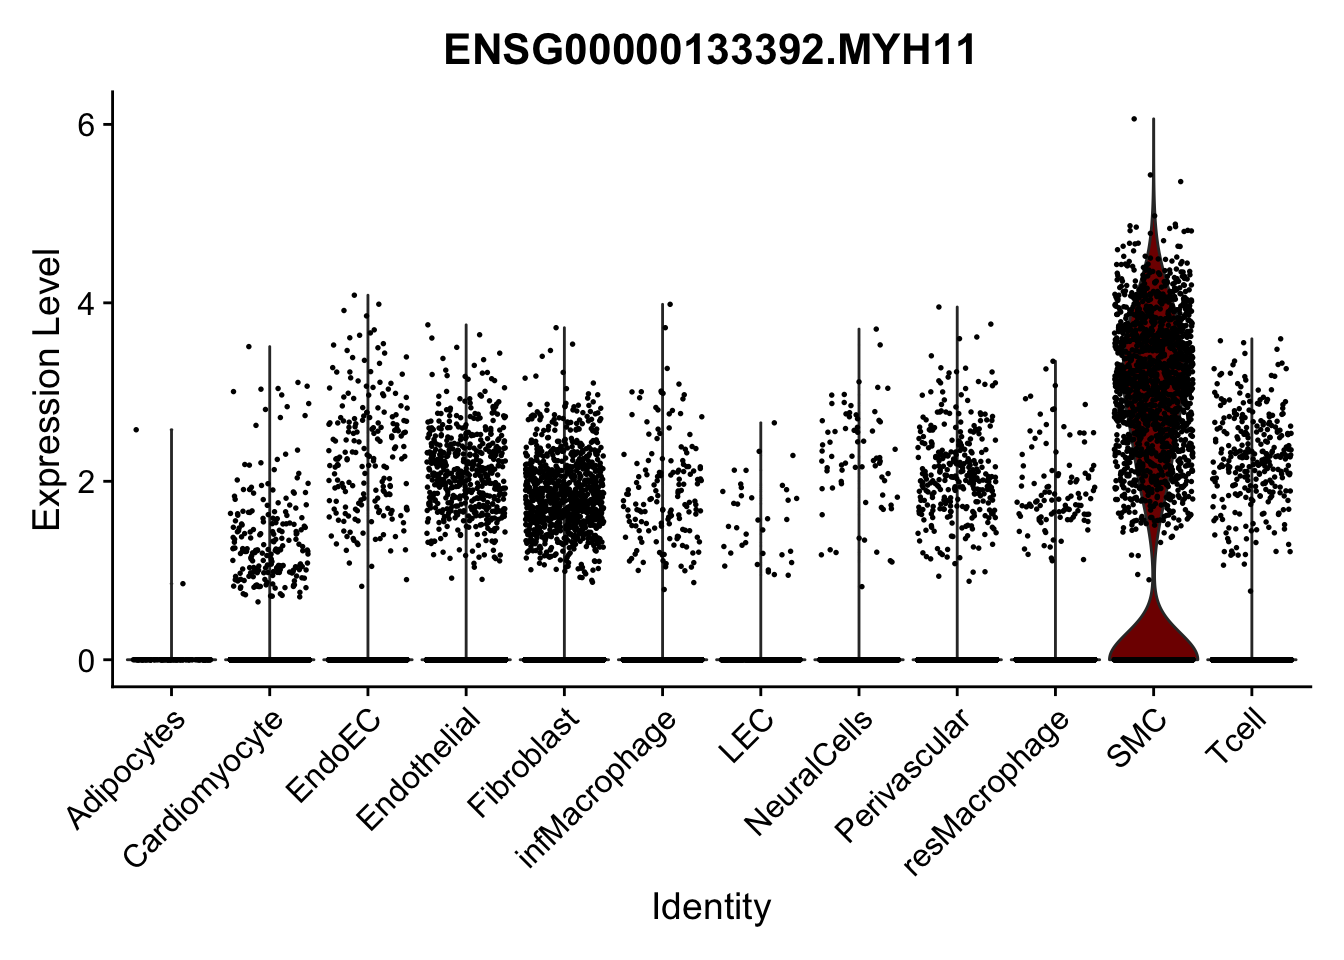 ENSG00000133392.MYH11
Expression Level
6
4
2
0
Adipocytes
Cardiomyocyte
EndoEC
Endothelial
Fibroblast
infMacrophage
LEC
NeuralCells
Perivascular
resMacrophage
SMC
Tcell
Identity